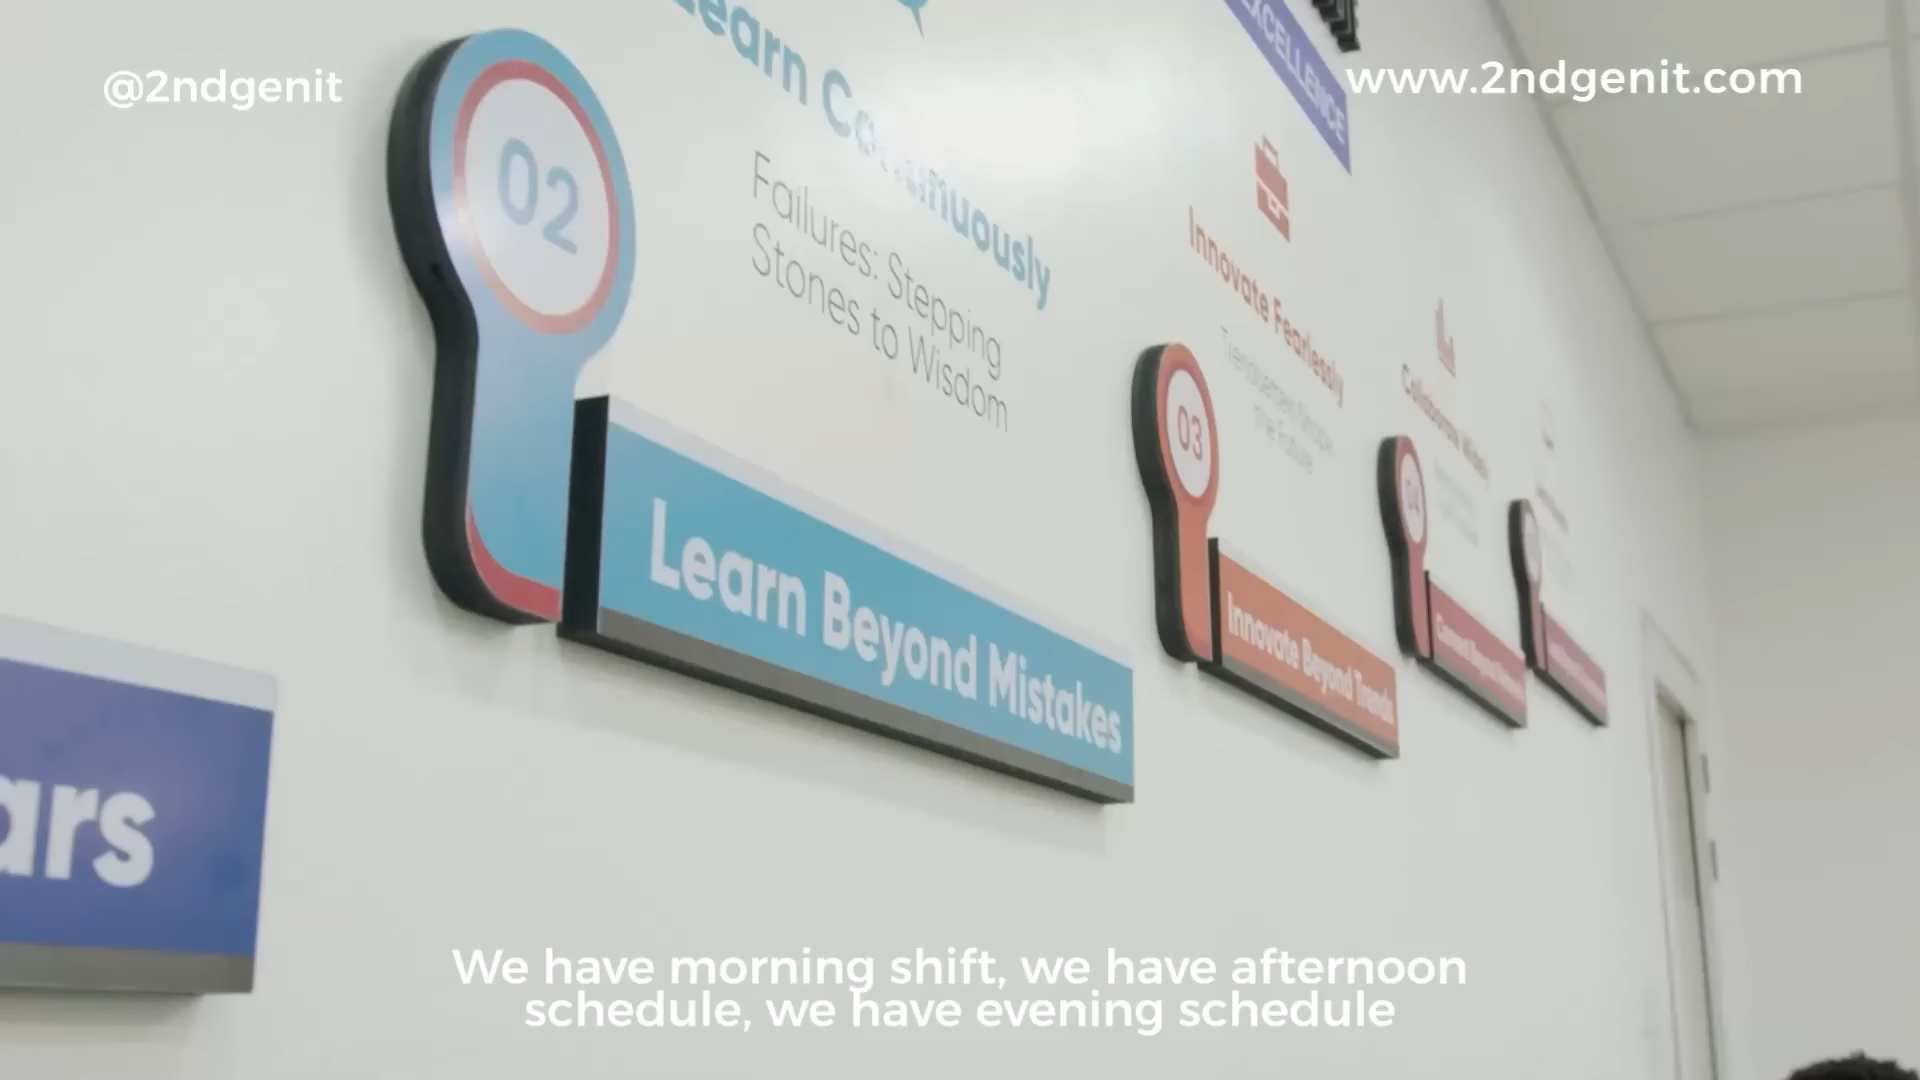 @2ndgenit
www.2ndgenit.com
EXCELLENCE
02
Learn Continuously
Failures: Stepping
Stones to Wisdom
Learn Beyond Mistakes
03
Innovate Fearlessly
Innovate Beyond Trends
04
ars
We have morning shift, we have afternoon
schedule, we have evening schedule